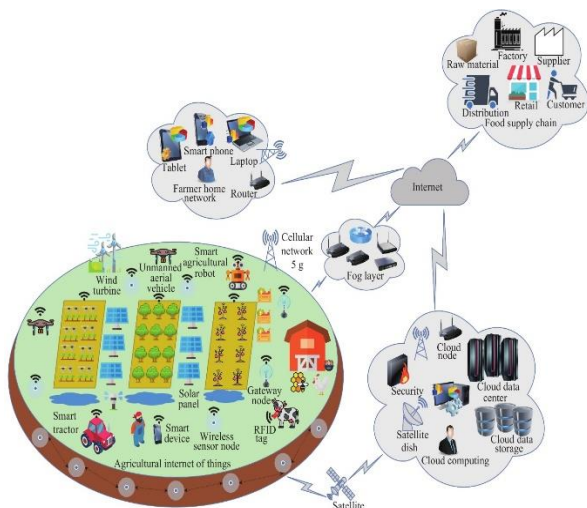 Raw material
Factory
Supplier
Distribution
Retail
Customer
Food supply chain
Tablet
Smart phone
Laptop
Farmer home
network
Router
Internet
Cellular
network
5 g
Fog layer
Wind
turbine
Unmanned
aerial
vehicle
Smart
agricultural
robot
Solar
panel
Gateway
node
Smart
tractor
Smart
device
Wireless
sensor node
RFID
tag
Agricultural internet of things
Satellite
Cloud node
Security
Cloud data
center
Satellite
dish
Cloud data
storage
Cloud computing